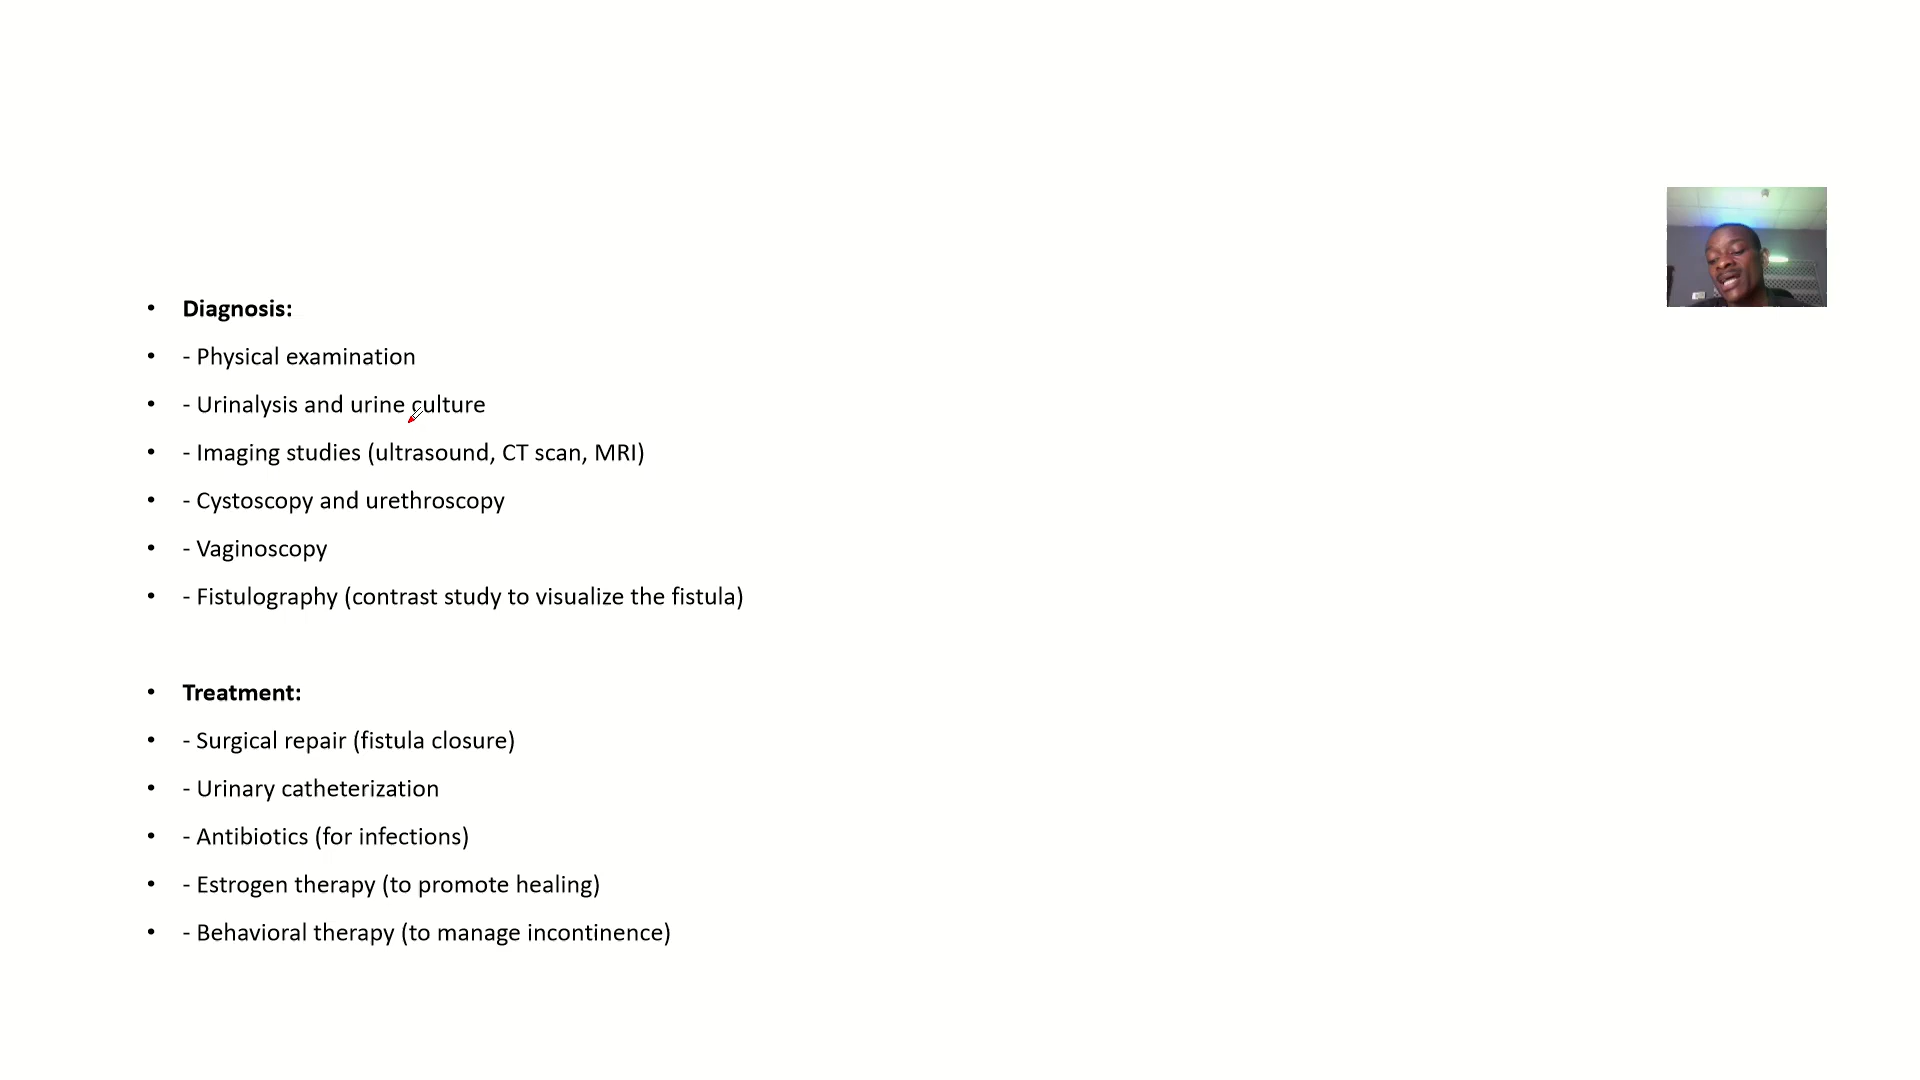 • Diagnosis:
• - Physical examination
• - Urinalysis and urine culture
• - Imaging studies (ultrasound, CT scan, MRI)
• - Cystoscopy and urethroscopy
• - Vaginoscopy
• - Fistulography (contrast study to visualize the fistula)
• Treatment:
• - Surgical repair (fistula closure)
• - Urinary catheterization
• - Antibiotics (for infections)
• - Estrogen therapy (to promote healing)
• - Behavioral therapy (to manage incontinence)